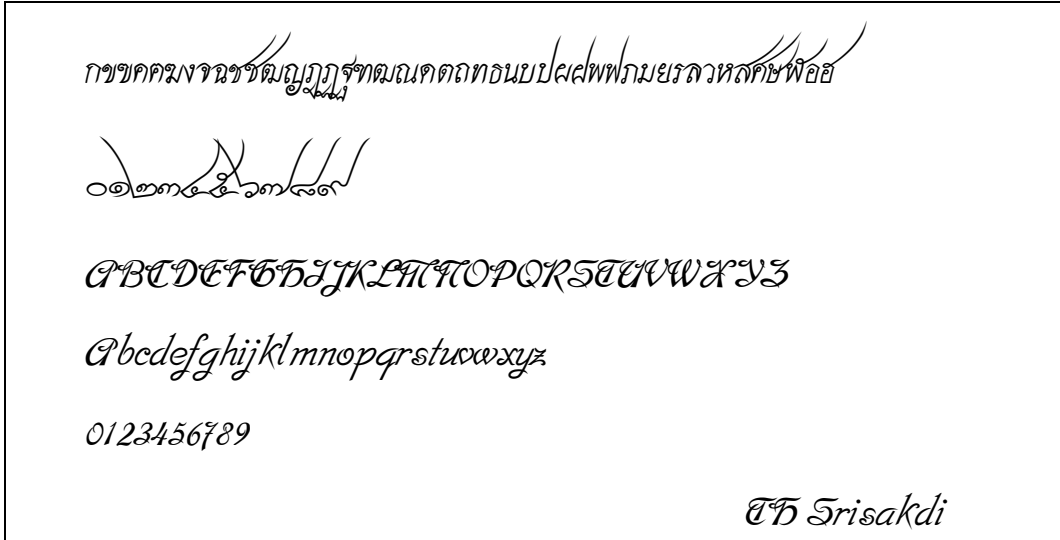 กขฃคฅฆงจฉชซฌญฎฏฐฑฒณดตถทธนบปผฝพฟภมยรลวหสศษฬอฮ
๐๑๒๓๔๕๖๗๘๙
ABCDEFGHIJKLMNOPQRSTUVWXYZ
Abcdefghijklmnopqrstuvwxyz
0123456789
TH Srisakdi